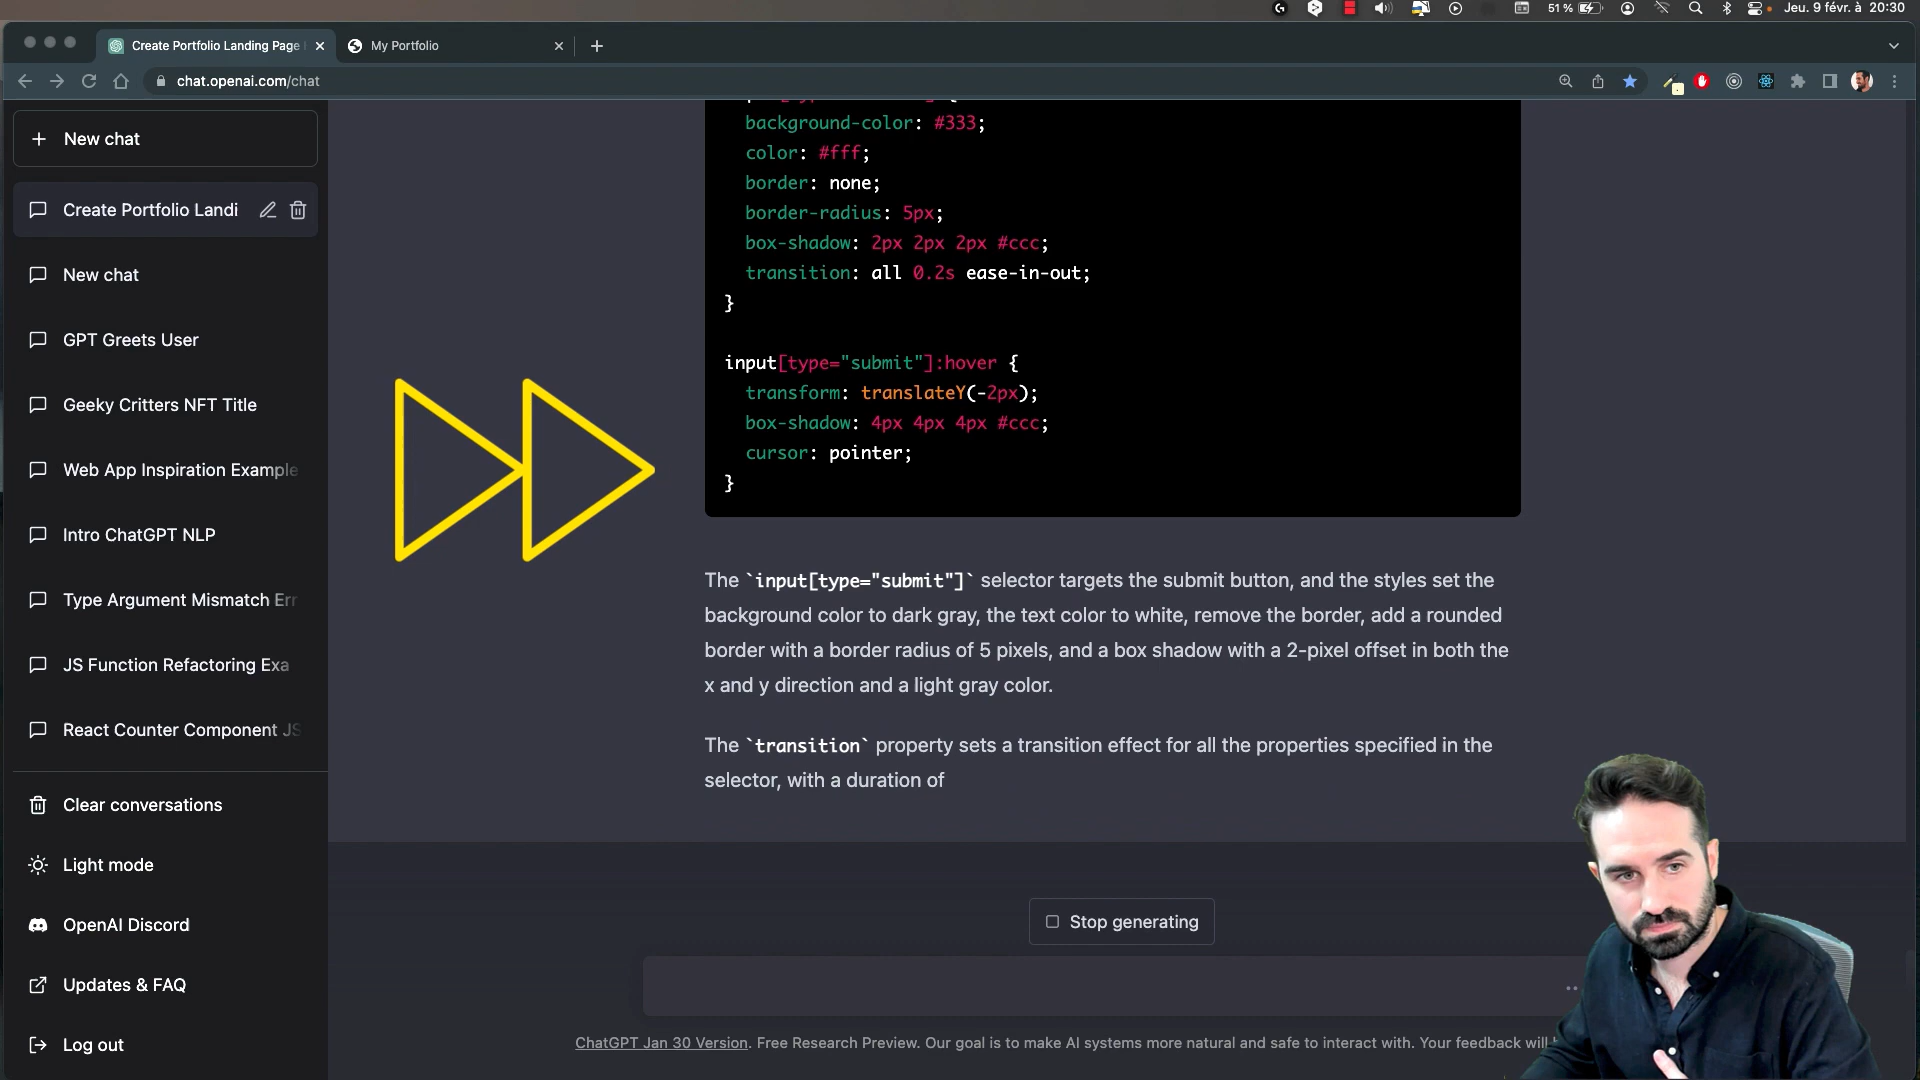 51 %
Jeu. 9 févr. à 20:30
Create Portfolio Landing Page
My Portfolio
chat.openai.com/chat
New chat
Create Portfolio Landi
New chat
GPT Greets User
Geeky Critters NFT Title
Web App Inspiration Example
Intro ChatGPT NLP
Type Argument Mismatch Err
JS Function Refactoring Exa
React Counter Component JS
Clear conversations
Light mode
OpenAI Discord
Updates & FAQ
Log out
background-color: #333;
color: #fff;
border: none;
border-radius: 5px;
box-shadow: 2px 2px 2px #ccc;
transition: all 0.2s ease-in-out;
}
input[type="submit"]:hover {
transform: translateY(-2px);
box-shadow: 4px 4px 4px #ccc;
cursor: pointer;
}
The `input[type="submit"]` selector targets the submit button, and the styles set the
background color to dark gray, the text color to white, remove the border, add a rounded
border with a border radius of 5 pixels, and a box shadow with a 2-pixel offset in both the
x and y direction and a light gray color.
The `transition` property sets a transition effect for all the properties specified in the
selector, with a duration of
Stop generating
ChatGPT Jan 30 Version. Free Research Preview. Our goal is to make AI systems more natural and safe to interact with. Your feedback will